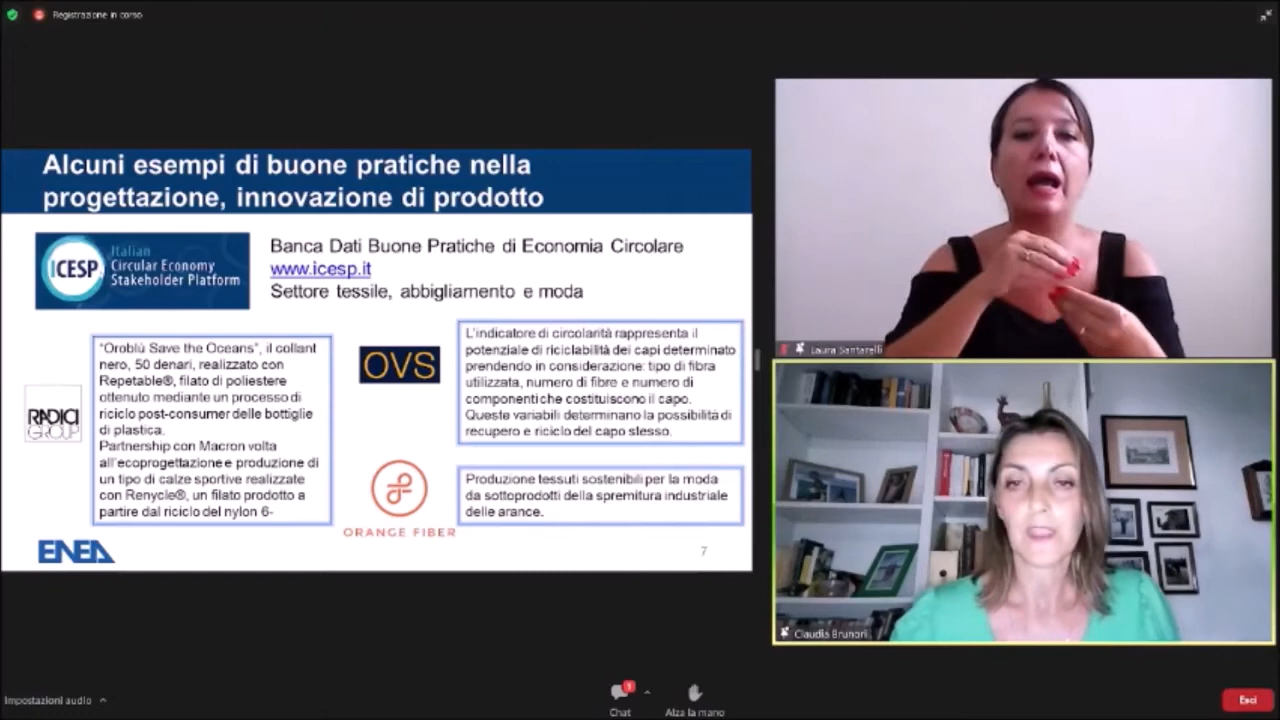 Registrazione in corso
Alcuni esempi di buone pratiche nella
progettazione, innovazione di prodotto
ICESP
Italian
Circular Economy
Stakeholder Platform
Banca Dati Buone Pratiche di Economia Circolare
www.icesp.it
Settore tessile, abbigliamento e moda
RADICI
GROUP
"Oroblù Save the Oceans", il collant
nero, 50 denari, realizzato con
Repetable®, filato di poliestere
ottenuto mediante un processo di
riciclo post-consumer delle bottiglie
di plastica.
Partnership con Macron volta
all'ecoprogettazione e produzione di
un tipo di calze sportive realizzate
con Renycle®, un filato prodotto a
partire dal riciclo del nylon 6-
OVS
L'indicatore di circolarità rappresenta il
potenziale di riciclabilità dei capi determinato
prendendo in considerazione: tipo di fibra
utilizzata, numero di fibre e numero di
componenti che costituiscono il capo.
Queste variabili determinano la possibilità di
recupero e riciclo del capo stesso.
ORANGE FIBER
Produzione tessuti sostenibili per la moda
da sottoprodotti della spremitura industriale
delle arance.
ENEA
7
Laura Santarelli
Claudia Brunori
Impostazioni audio
1
Chat
Alza la mano
Esci